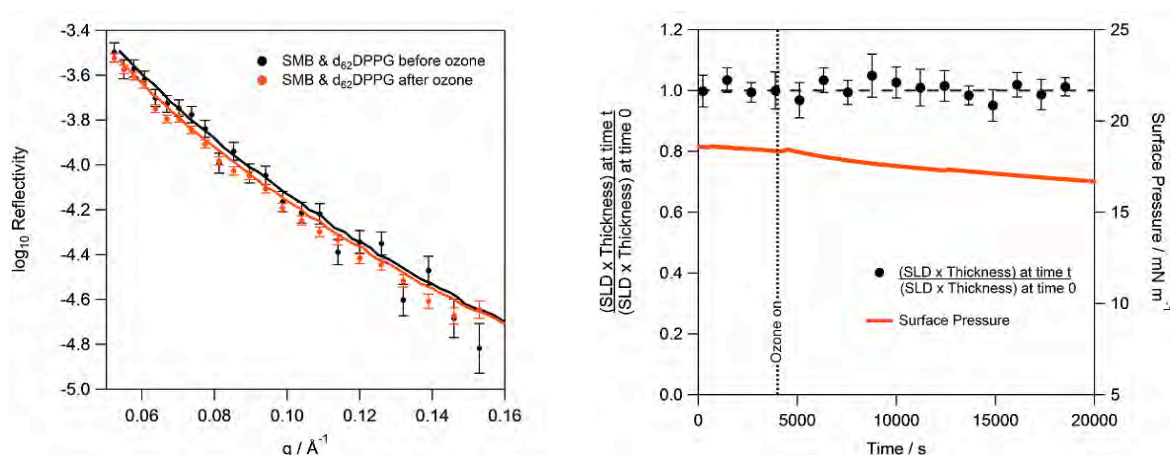 -3.4
-3.6
-3.8
-4.0
-4.2
-4.4
-4.6
-4.8
-5.0
log10 Reflectivity
SMB & d62DPPG before ozone
SMB & d62DPPG after ozone
0.06
0.08
0.10
0.12
0.14
0.16
q / Å-1
1.2
1.0
0.8
0.6
0.4
0.2
0.0
(SLD x Thickness) at time t
(SLD x Thickness) at time 0
(SLD x Thickness) at time t
(SLD x Thickness) at time 0
Surface Pressure
Ozone on
25
20
15
10
5
Surface Pressure / mN m-1
0
5000
10000
15000
20000
Time / s